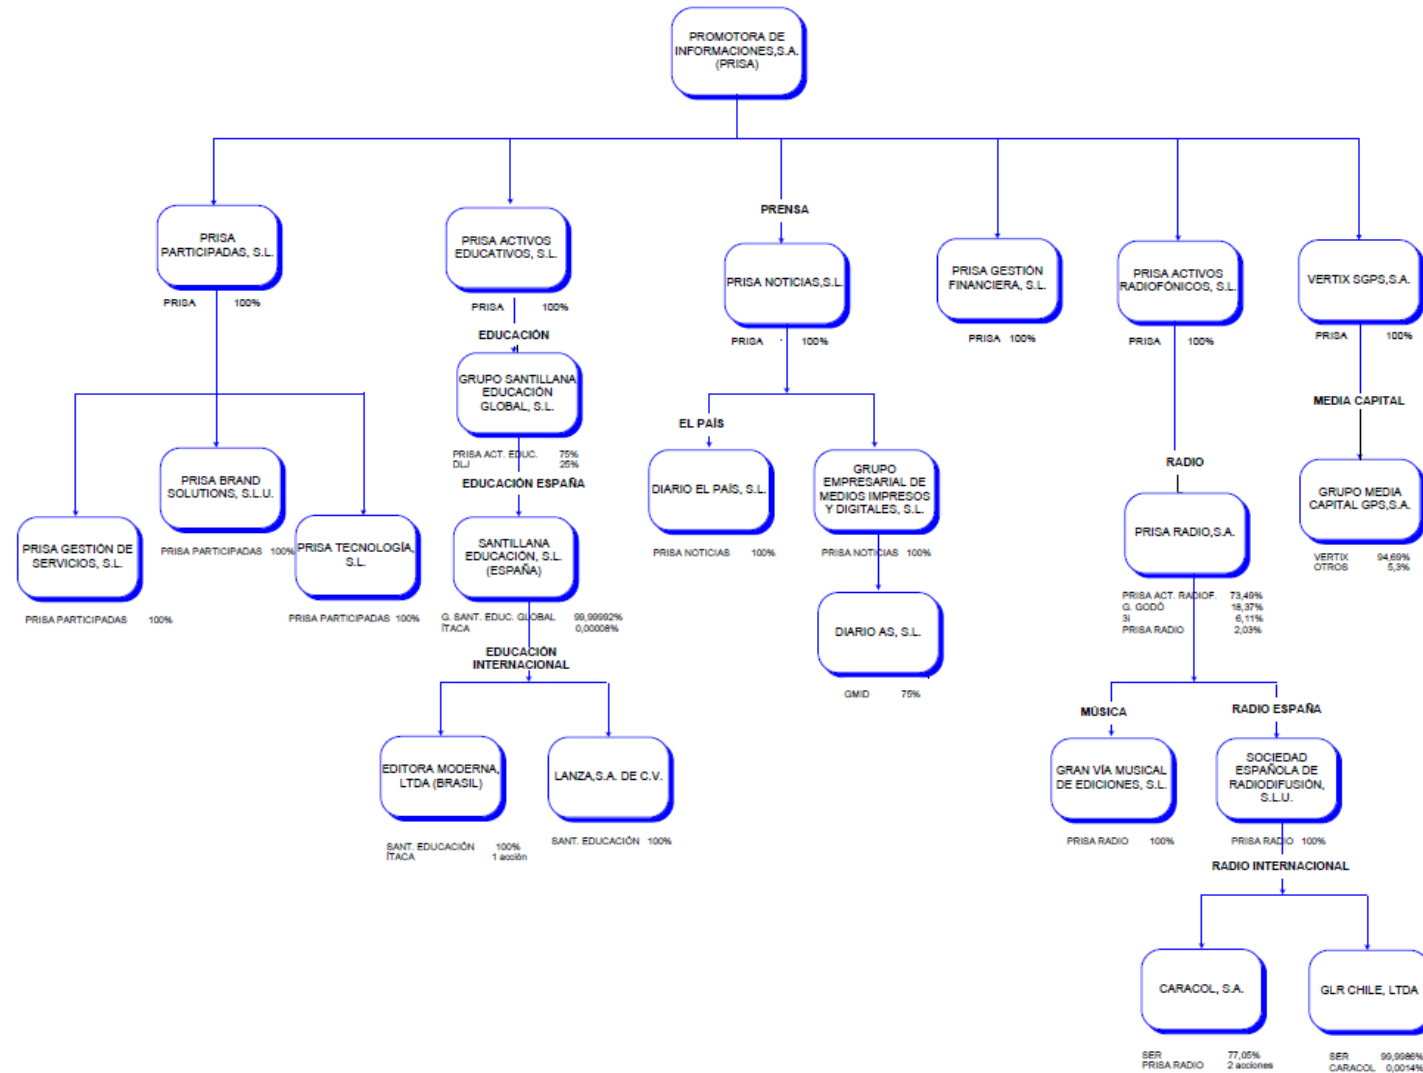 PROMOTORA DE
INFORMACIONES,S.A.
(PRISA)
PRISA
PARTICIPADAS, S.L.
PRISA 100%
PRISA GESTIÓN DE
SERVICIOS, S.L.
PRISA PARTICIPADAS 100%
PRISA BRAND
SOLUTIONS, S.L.U.
PRISA PARTICIPADAS 100%
PRISA TECNOLOGÍA,
S.L.
PRISA PARTICIPADAS 100%
PRISA ACTIVOS
EDUCATIVOS, S.L.
PRISA 100%
EDUCACIÓN
GRUPO SANTILLANA
EDUCACIÓN
GLOBAL, S.L.
PRISA ACT. EDUC. 75%
DLJ 25%
EDUCACIÓN ESPAÑA
SANTILLANA
EDUCACIÓN, S.L.
(ESPAÑA)
G. SANT. EDUC. GLOBAL 99,99992%
ÍTACA 0,00008%
EDUCACIÓN
INTERNACIONAL
EDITORA MODERNA,
LTDA (BRASIL)
SANT. EDUCACIÓN 100%
ÍTACA 1 acción
LANZA,S.A. DE C.V.
SANT. EDUCACIÓN 100%
PRENSA
PRISA NOTICIAS,S.L.
PRISA 100%
EL PAÍS
DIARIO EL PAÍS, S.L.
PRISA NOTICIAS 100%
GRUPO
EMPRESARIAL DE
MEDIOS IMPRESOS
Y DIGITALES, S.L.
PRISA NOTICIAS 100%
DIARIO AS, S.L.
GMID 75%
PRISA GESTIÓN
FINANCIERA, S.L.
PRISA 100%
PRISA ACTIVOS
RADIOFÓNICOS, S.L.
PRISA 100%
RADIO
PRISA RADIO,S.A.
PRISA ACT. RADIOF. 73,49%
G. GODÓ 18,37%
3i 6,11%
PRISA RADIO 2,03%
MÚSICA
GRAN VÍA MUSICAL
DE EDICIONES, S.L.
PRISA RADIO 100%
RADIO ESPAÑA
SOCIEDAD
ESPAÑOLA DE
RADIODIFUSIÓN,
S.L.U.
PRISA RADIO 100%
RADIO INTERNACIONAL
CARACOL, S.A.
SER 77,05%
PRISA RADIO 2 acciones
GLR CHILE, LTDA
SER 99,9986%
CARACOL 0,0014%
VERTIX SGPS,S.A.
PRISA 100%
MEDIA CAPITAL
GRUPO MEDIA
CAPITAL GPS,S.A.
VERTIX 94,69%
OTROS 5,3%